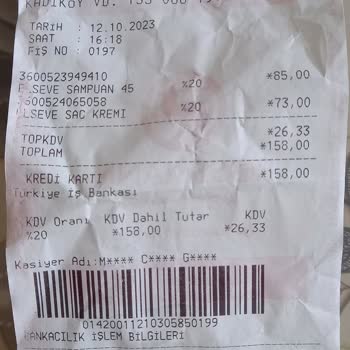 KADIKÖY VD.
TARİH : 12.10.2023
SAAT : 16:18
FİŞ NO : 0197
3600523949410
ELSEVE ŞAMPUAN 45 %20 *85,00
3600524065058
ELSEVE SAÇ KREMİ %20 *73,00
TOPKDV *26,33
TOPLAM *158,00
KREDİ KARTI *158,00
Türkiye İş Bankası
KDV Oranı KDV Dahil Tutar KDV
%20 *158,00 *26,33
Kasiyer Adı:M**** C**** G****
01420011210305850199
BANKACILIK İŞLEM BİLGİLERİ